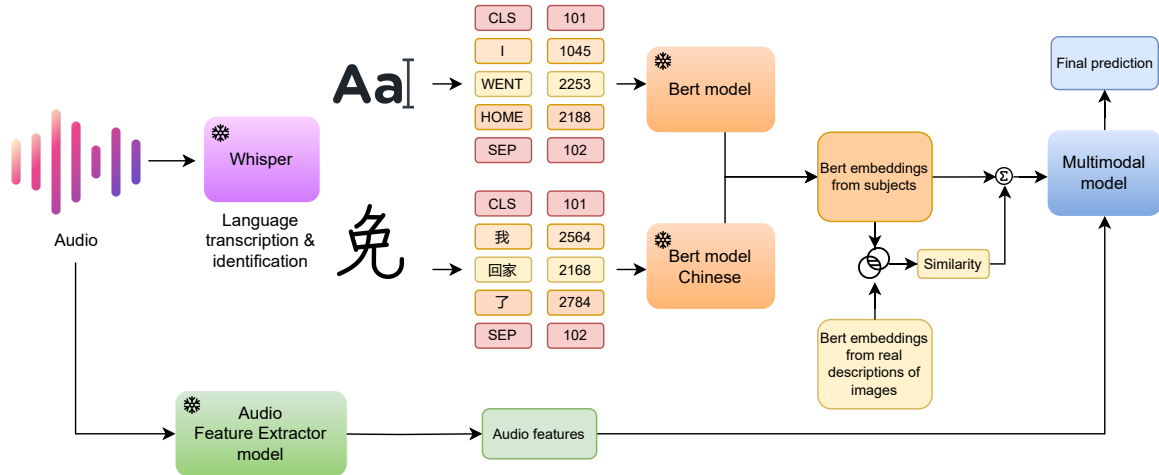 Audio
Whisper
Language
transcription &
identification
Aa
免
CLS 101
I 1045
WENT 2253
HOME 2188
SEP 102
CLS 101
我 2564
回家 2168
了 2784
SEP 102
Bert model
Bert model
Chinese
Bert embeddings
from subjects
Similarity
Bert embeddings
from real
descriptions of
images
Σ
Multimodal
model
Final prediction
Audio
Feature Extractor
model
Audio features